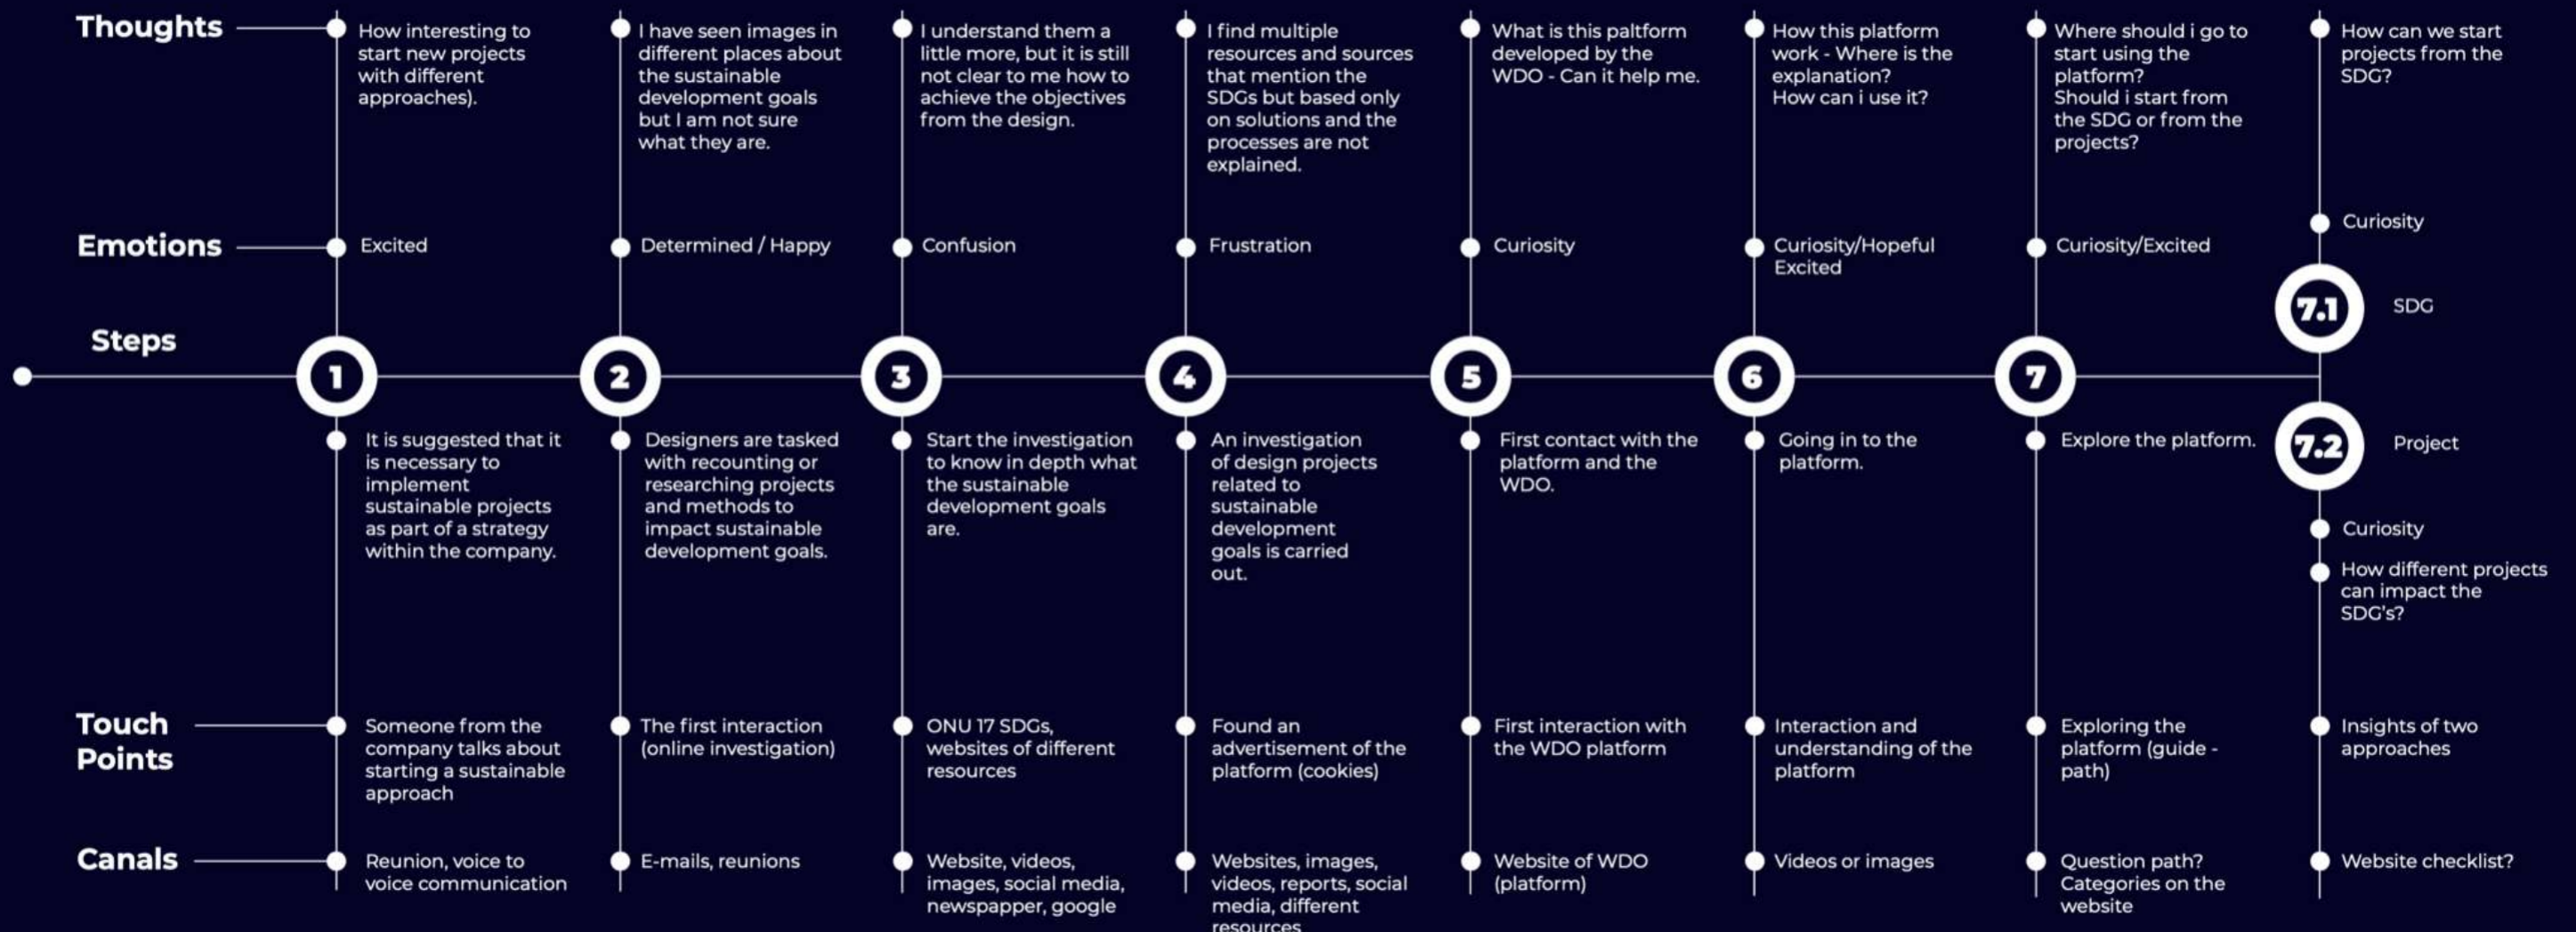 Thoughts
How interesting to
start new projects
with different
approaches).
I have seen images in
different places about
the sustainable
development goals
but I am not sure
what they are.
I understand them a
little more, but it is still
not clear to me how to
achieve the objectives
from the design.
I find multiple
resources and sources
that mention the
SDGs but based only
on solutions and the
processes are not
explained.
What is this paltform
developed by the
WDO - Can it help me.
How this platform
work - Where is the
explanation?
How can i use it?
Where should i go to
start using the
platform?
Should i start from
the SDG or from the
projects?
How can we start
projects from the
SDG?
Emotions
Excited
Determined / Happy
Confusion
Frustration
Curiosity
Curiosity/Hopeful
Excited
Curiosity/Excited
Curiosity
7.1
SDG
Steps
1
2
3
4
5
6
7
7.2
Project
It is suggested that it
is necessary to
implement
sustainable projects
as part of a strategy
within the company.
Designers are tasked
with recounting or
researching projects
and methods to
impact sustainable
development goals.
Start the investigation
to know in depth what
the sustainable
development goals
are.
An investigation
of design projects
related to
sustainable
development
goals is carried
out.
First contact with the
platform and the
WDO.
Going in to the
platform.
Explore the platform.
Curiosity
How different projects
can impact the
SDG's?
Touch
Points
Someone from the
company talks about
starting a sustainable
approach
The first interaction
(online investigation)
ONU 17 SDGs,
websites of different
resources
Found an
advertisement of the
platform (cookies)
First interaction with
the WDO platform
Interaction and
understanding of the
platform
Exploring the
platform (guide -
path)
Insights of two
approaches
Canals
Reunion, voice to
voice communication
E-mails, reunions
Website, videos,
images, social media,
newspapper, google
Websites, images,
videos, reports, social
media, different
resources
Website of WDO
(platform)
Videos or images
Question path?
Categories on the
website
Website checklist?